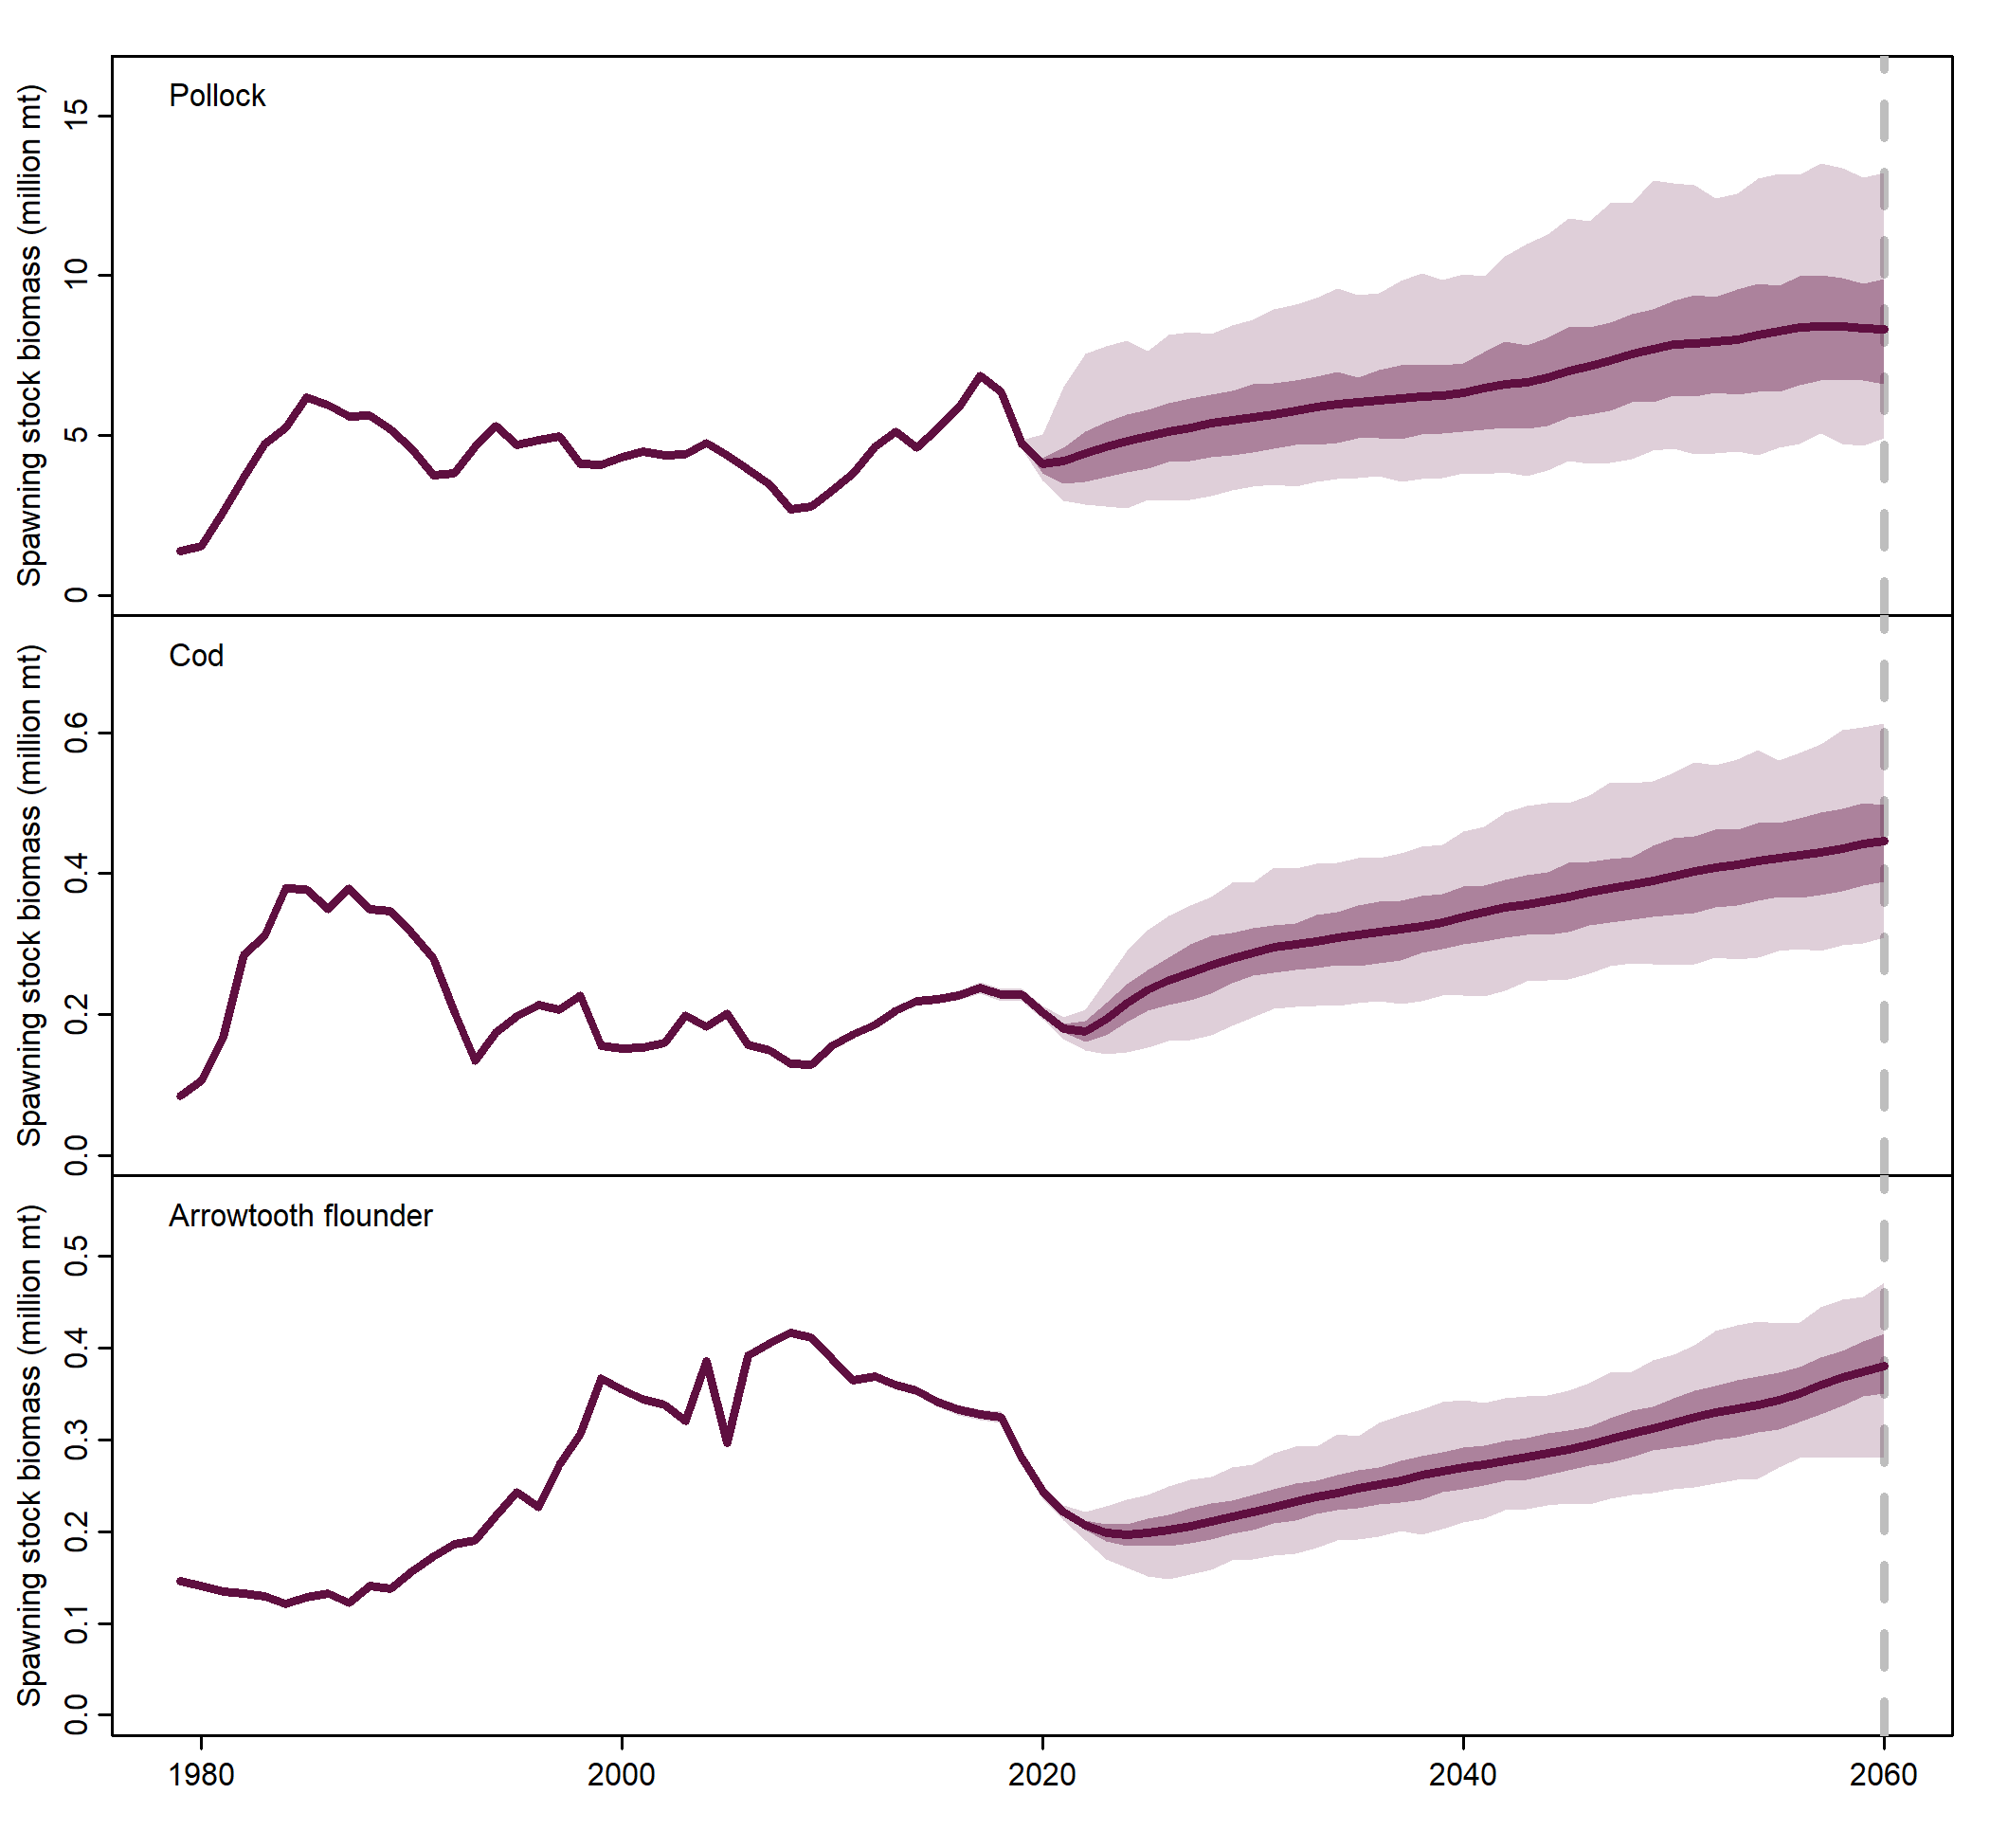 Pollock
Spawning stock biomass (million mt)
15
10
5
0
Cod
Spawning stock biomass (million mt)
0.6
0.4
0.2
0.0
Arrowtooth flounder
Spawning stock biomass (million mt)
0.5
0.4
0.3
0.2
0.1
0.0
1980 2000 2020 2040 2060